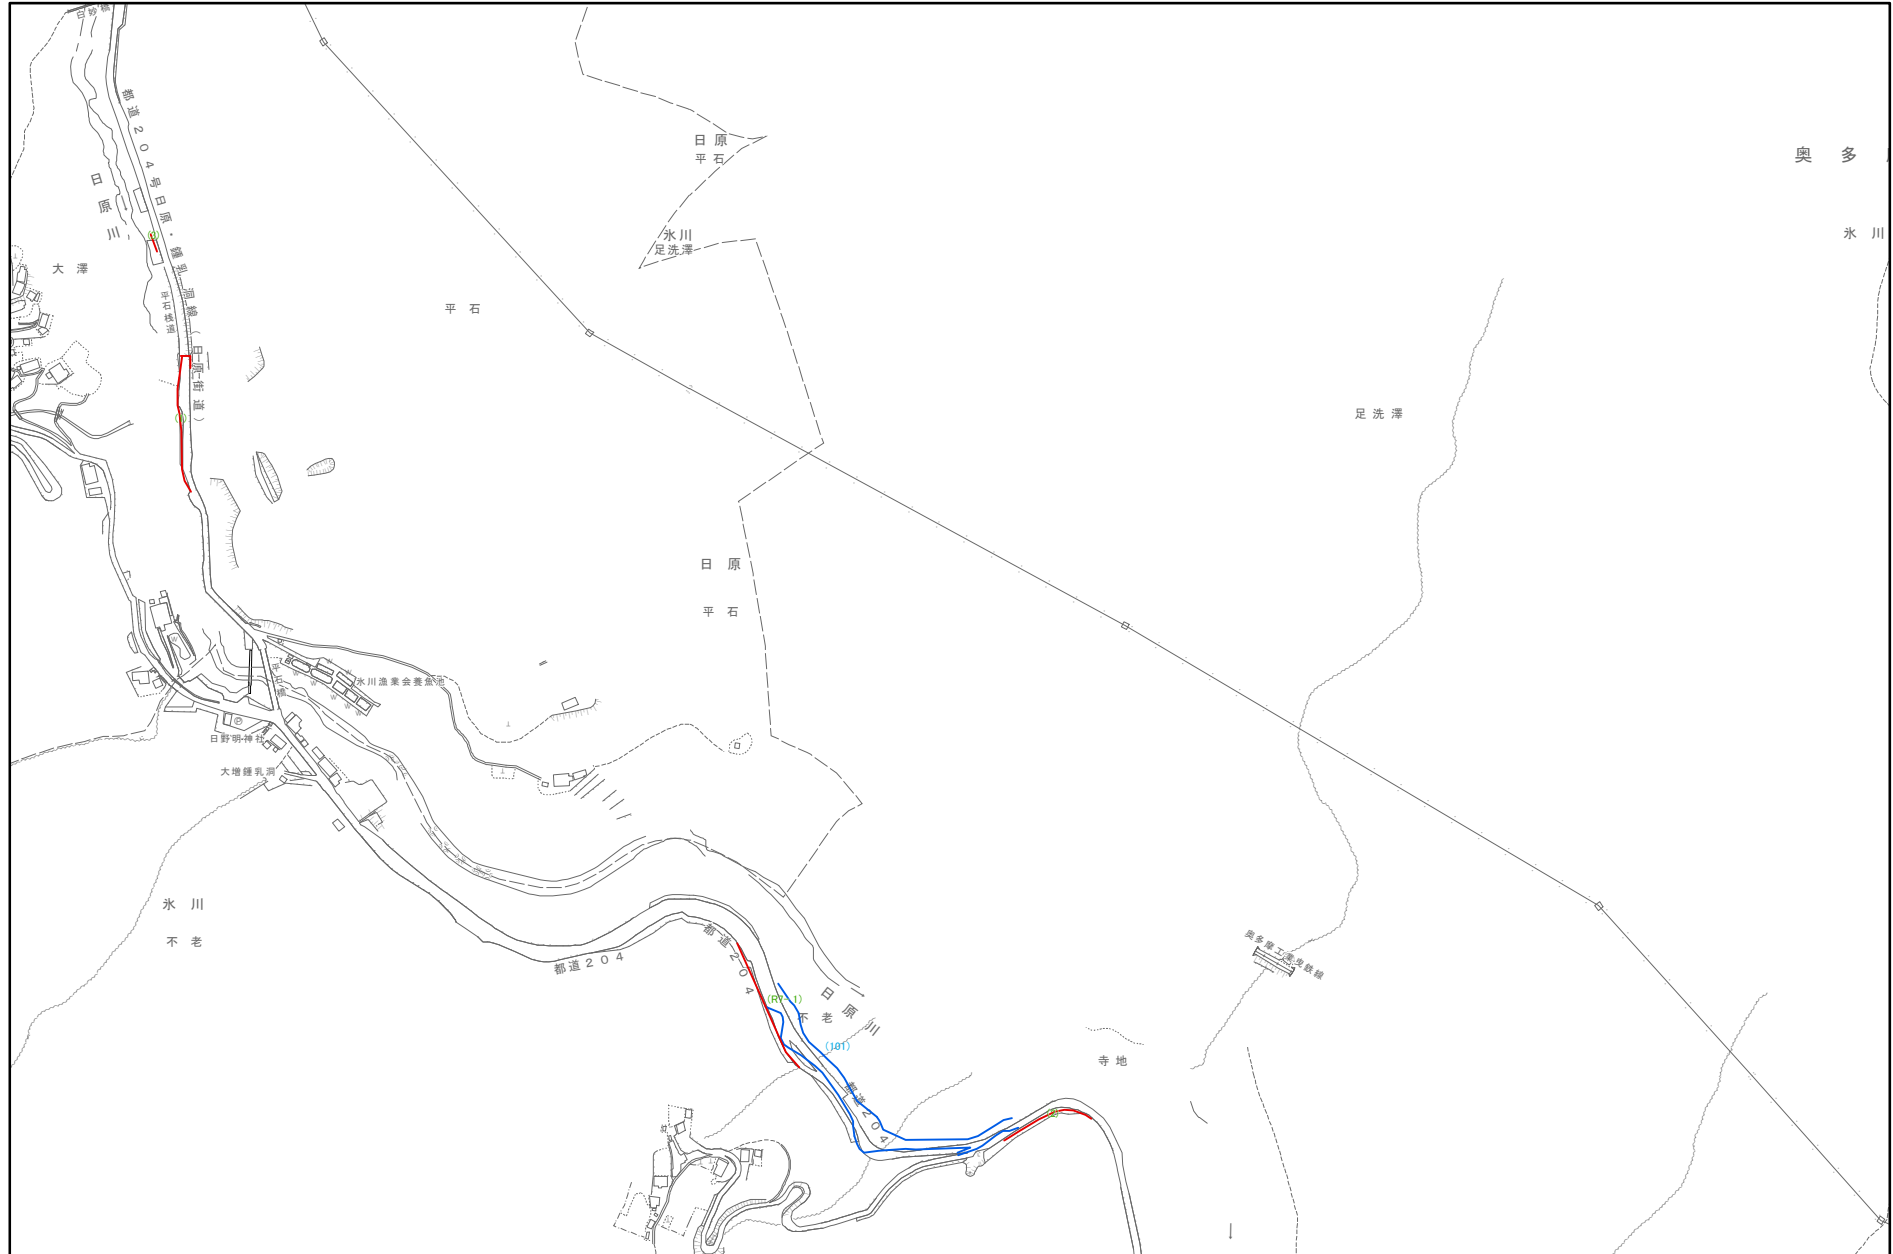 白妙橋
都道204号日原・鍾乳洞線(日原街道)
日原川
大澤
平石桟道
日原
平石
氷川
足洗澤
平石
奥多
氷川
足洗澤
日原
平石
平石橋
氷川漁業会養魚池
日野明神社
大増鍾乳洞
氷川
不老
都道204
都道204
(R7-1)
不老
日原川
(101)
都道204
寺地
奥多摩工業曳鉄線